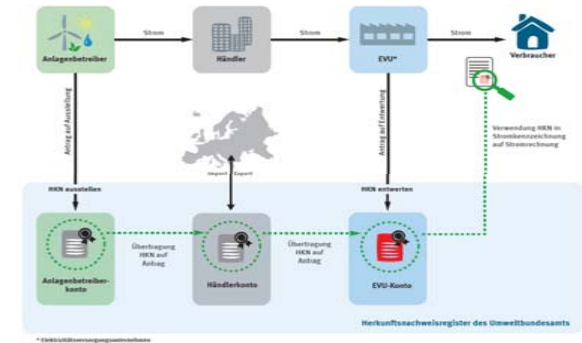 Strom
Strom
Strom
Anlagenbetreiber
Händler
EVU*
Verbraucher
Antrag auf Ausstellung
Antrag auf Entwertung
Verwendung HKN in
Stromkennzeichnung
auf Stromrechnung
Import
Export
HKN ausstellen
HKN entwerten
Übertragung
HKN auf
Antrag
Übertragung
HKN auf
Antrag
Anlagenbetreiber-
konto
Händlerkonto
EVU-Konto
Herkunftsnachweisregister des Umweltbundesamts
* Elektrizitätsversorgungsunternehmen